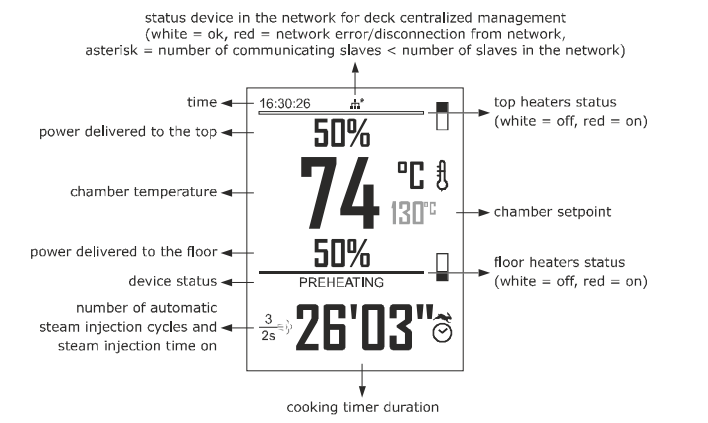 status device in the network for deck centralized management
(white = ok, red = network error/disconnection from network,
asterisk = number of communicating slaves < number of slaves in the network)
time
16:30:26
top heaters status
(white = off, red = on)
power delivered to the top
50%
chamber temperature
74
°C
130°C
chamber setpoint
power delivered to the floor
50%
floor heaters status
(white = off, red = on)
device status
PREHEATING
number of automatic
steam injection cycles and
steam injection time on
3
2s
26'03"
cooking timer duration